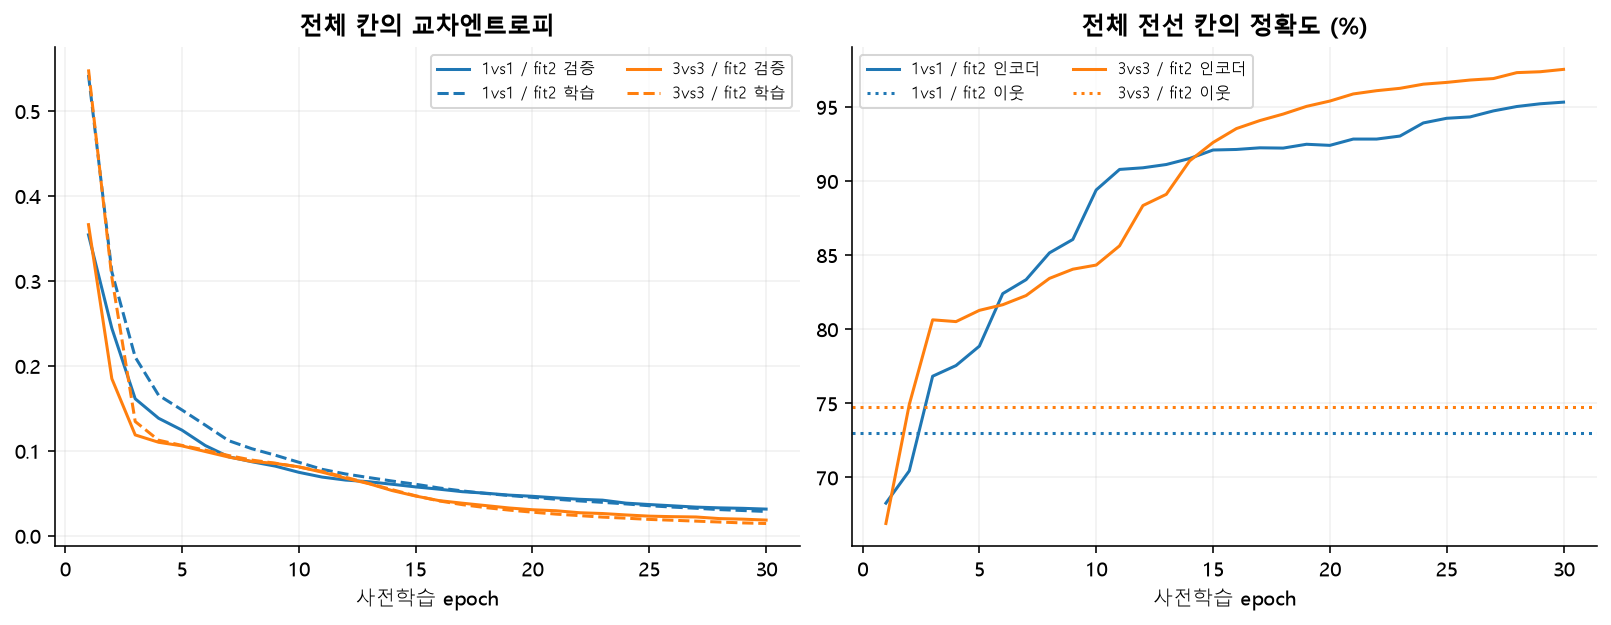 전체 칸의 교차엔트로피
1vs1 / fit2 검증
3vs3 / fit2 검증
1vs1 / fit2 학습
3vs3 / fit2 학습
0.5
0.4
0.3
0.2
0.1
0.0
0 5 10 15 20 25 30
사전학습 epoch
전체 전선 칸의 정확도 (%)
1vs1 / fit2 인코더
3vs3 / fit2 인코더
1vs1 / fit2 이웃
3vs3 / fit2 이웃
95
90
85
80
75
70
0 5 10 15 20 25 30
사전학습 epoch